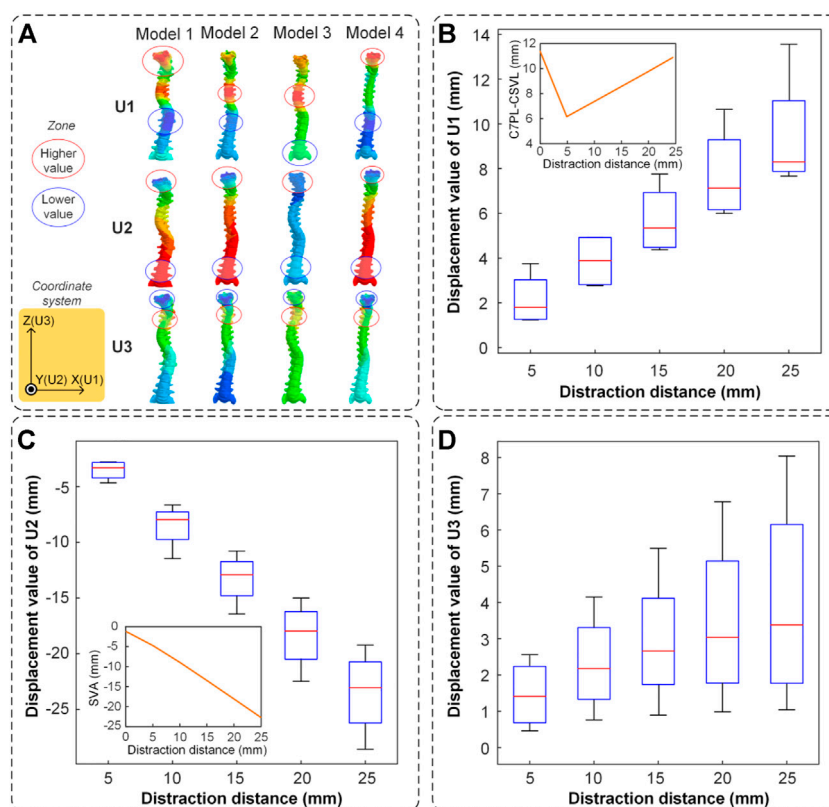 A
Model 1 Model 2 Model 3 Model 4
U1
Zone
Higher
value
Lower
value
U2
Coordinate
system
Z(U3)
Y(U2) X(U1)
U3
B
Displacement value of U1 (mm)
14
12
10
8
6
4
2
0
C7PL-CSVL (mm)
12
10
8
6
4
2
0
0 5 10 15 20 25
Distraction distance (mm)
5 10 15 20 25
Distraction distance (mm)
C
Displacement value of U2 (mm)
-5
-10
-15
-20
-25
SVA (mm)
0
-5
-10
-15
-20
-25
0 5 10 15 20 25
Distraction distance (mm)
5 10 15 20 25
Distraction distance (mm)
D
Displacement value of U3 (mm)
8
7
6
5
4
3
2
1
0
5 10 15 20 25
Distraction distance (mm)